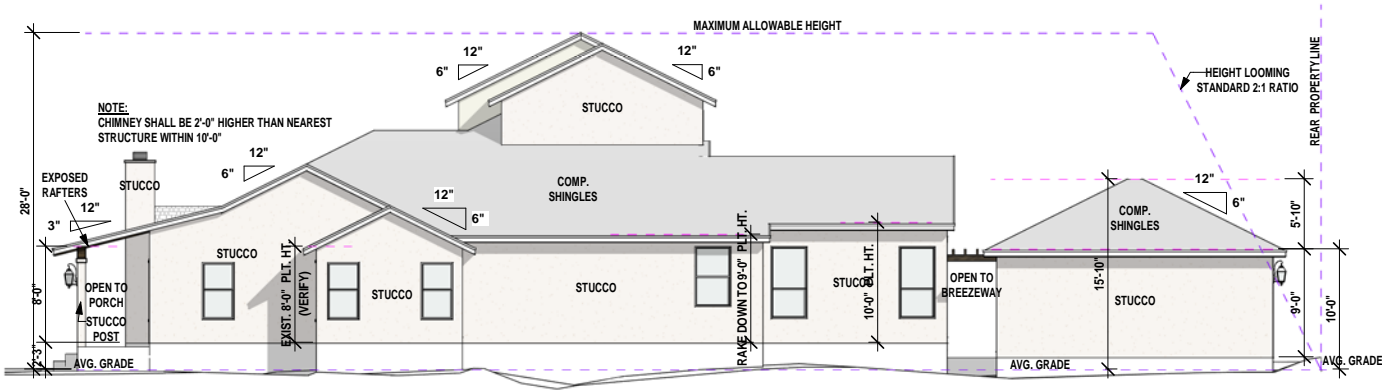 MAXIMUM ALLOWABLE HEIGHT
12"
6"
12"
6"
HEIGHT LOOMING
STANDARD 2:1 RATIO
REAR PROPERTY LINE
STUCCO
NOTE:
CHIMNEY SHALL BE 2'-0" HIGHER THAN NEAREST
STRUCTURE WITHIN 10'-0"
28'-0"
12"
6"
EXPOSED
RAFTERS
STUCCO
12"
3"
12"
6"
COMP.
SHINGLES
12"
6"
COMP.
SHINGLES
5'-10"
STUCCO
EXIST. 8'-0" PLT. HT.
(VERIFY)
STUCCO
STUCCO
RAKE DOWN TO 9'-0" PLT. HT.
STUCCO
10'-0" PLT. HT.
OPEN TO
BREEZEWAY
15'-10"
STUCCO
9'-0"
10'-0"
8'-0"
OPEN TO
PORCH
STUCCO
POST
AVG. GRADE
AVG. GRADE
AVG. GRADE